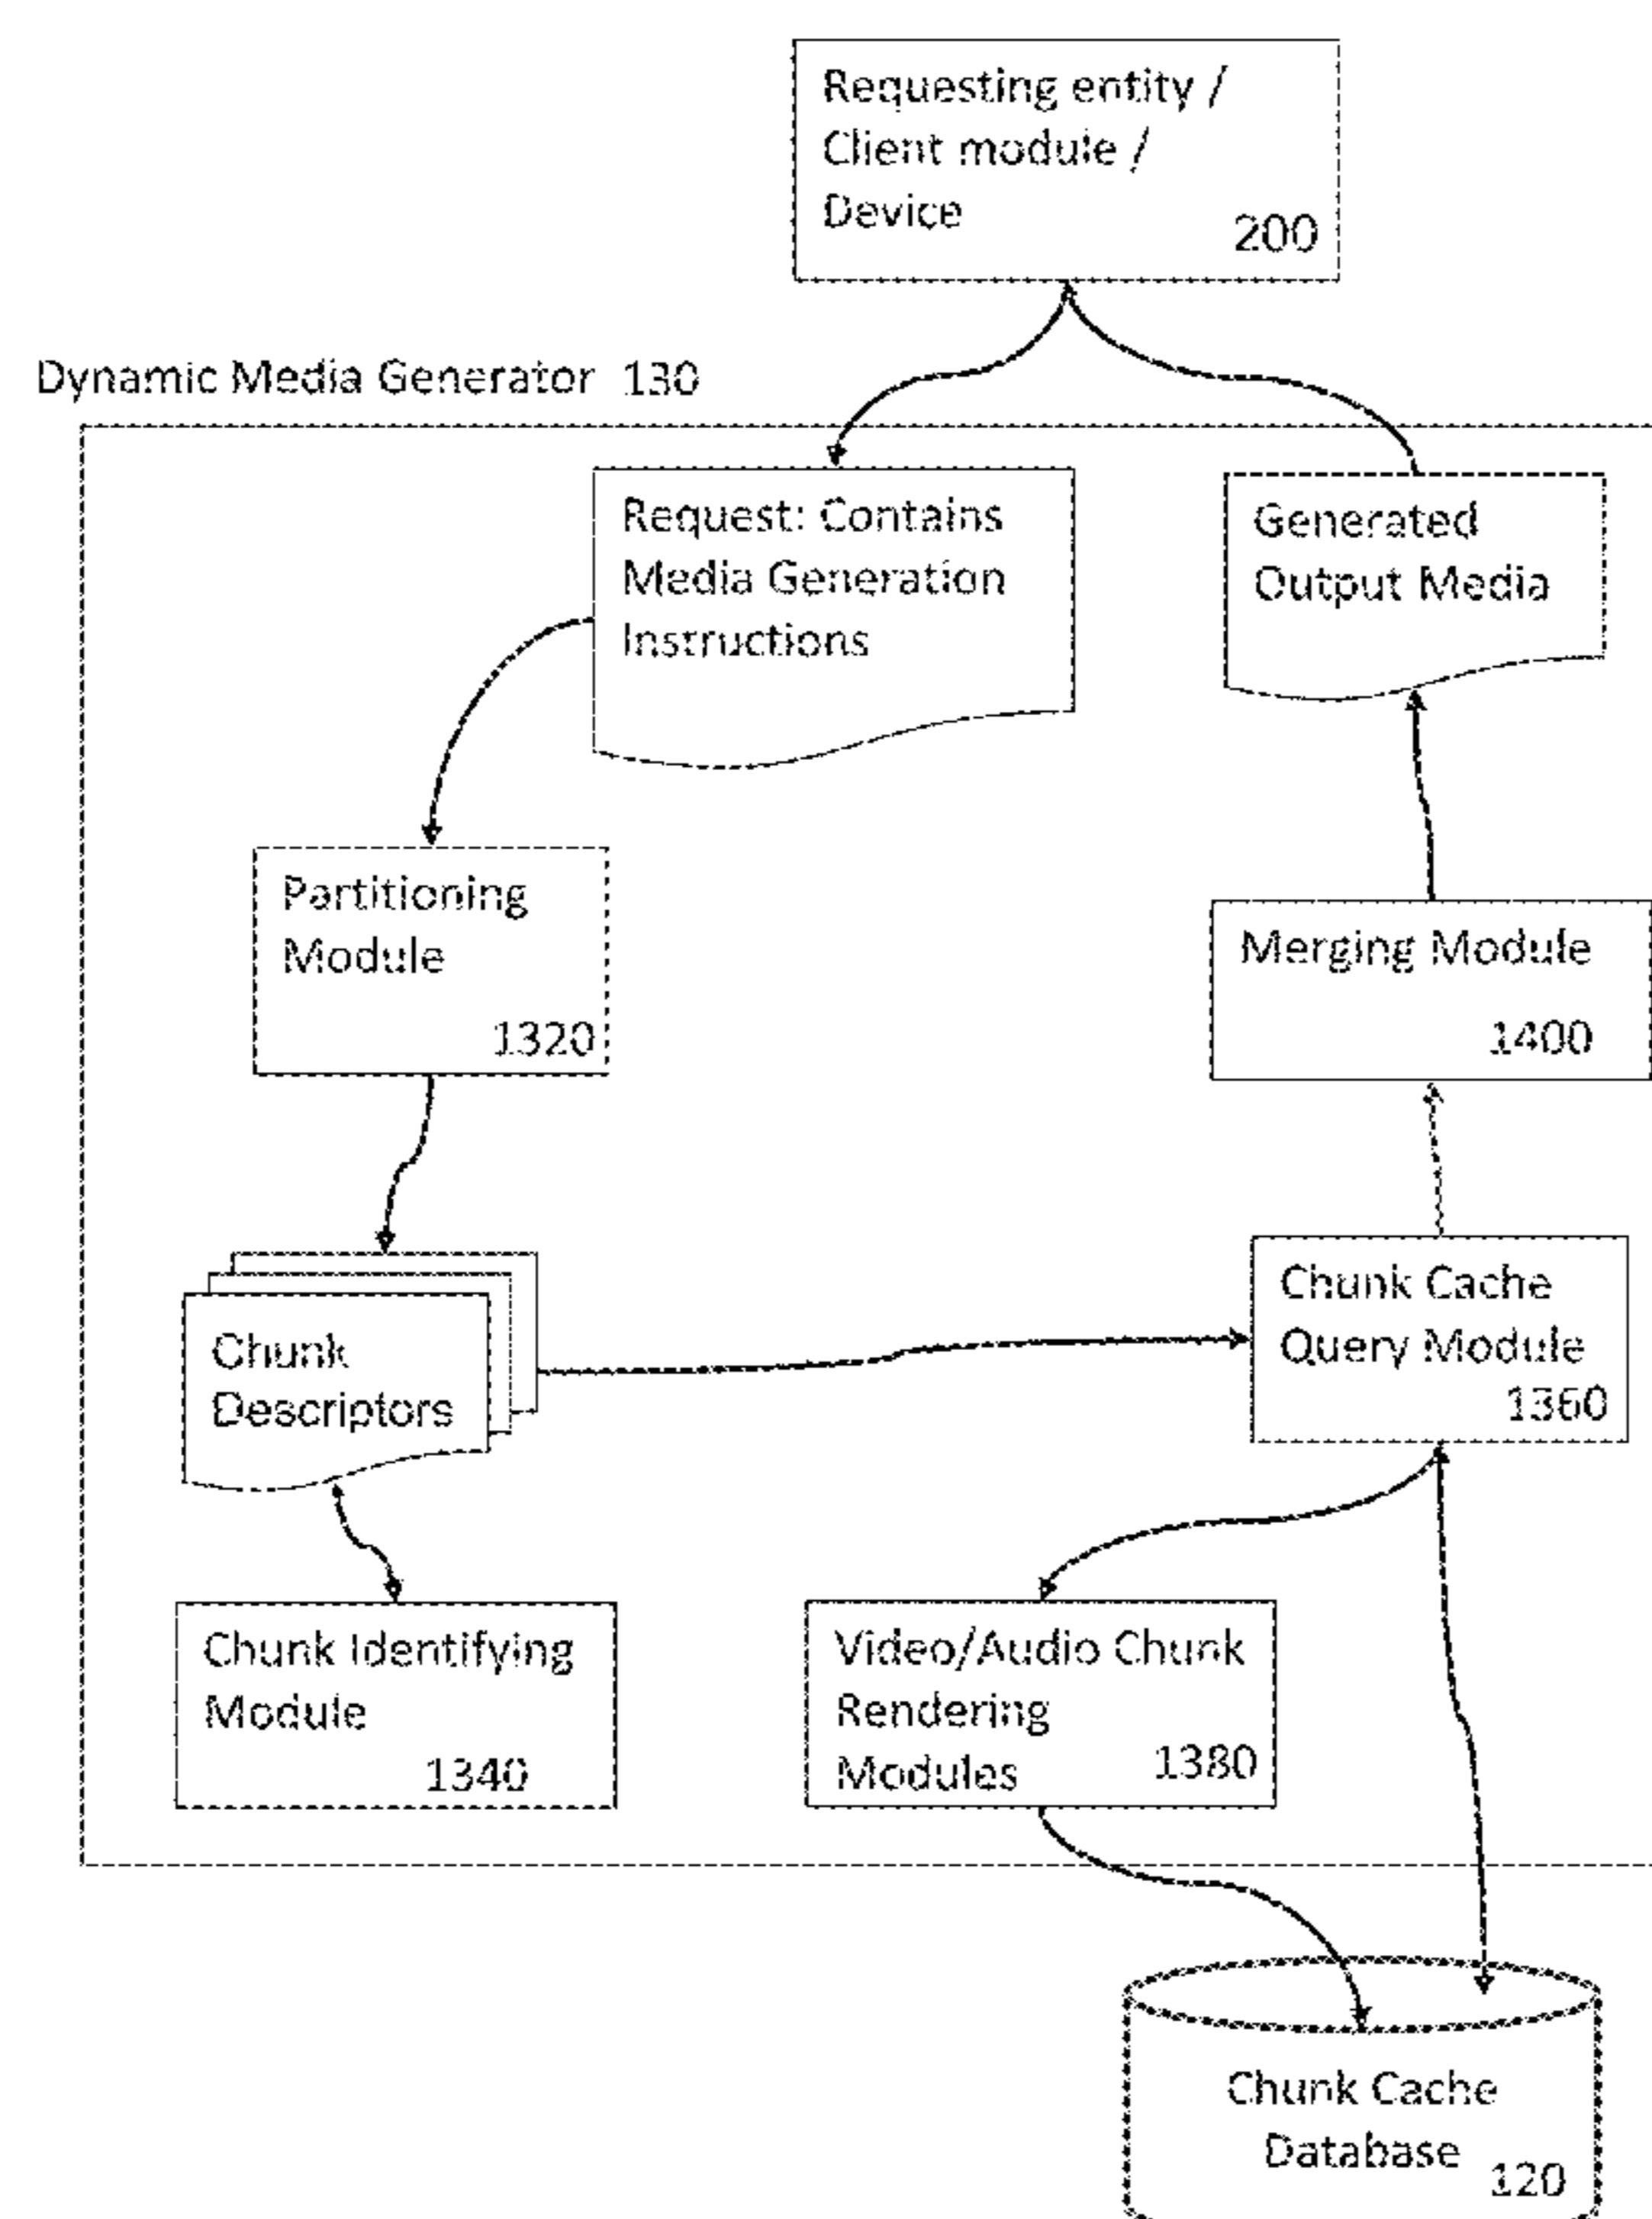 Requesting entity /
Client module /
Device
200
Dynamic Media Generator 130
Request: Contains
Media Generation
Instructions
Generated
Output Media
Partitioning
Module
1320
Merging Module
1400
Chunk
Descriptors
Chunk Cache
Query Module
1360
Chunk Identifying
Module
1340
Video/Audio Chunk
Rendering
Modules
1380
Chunk Cache
Database
120